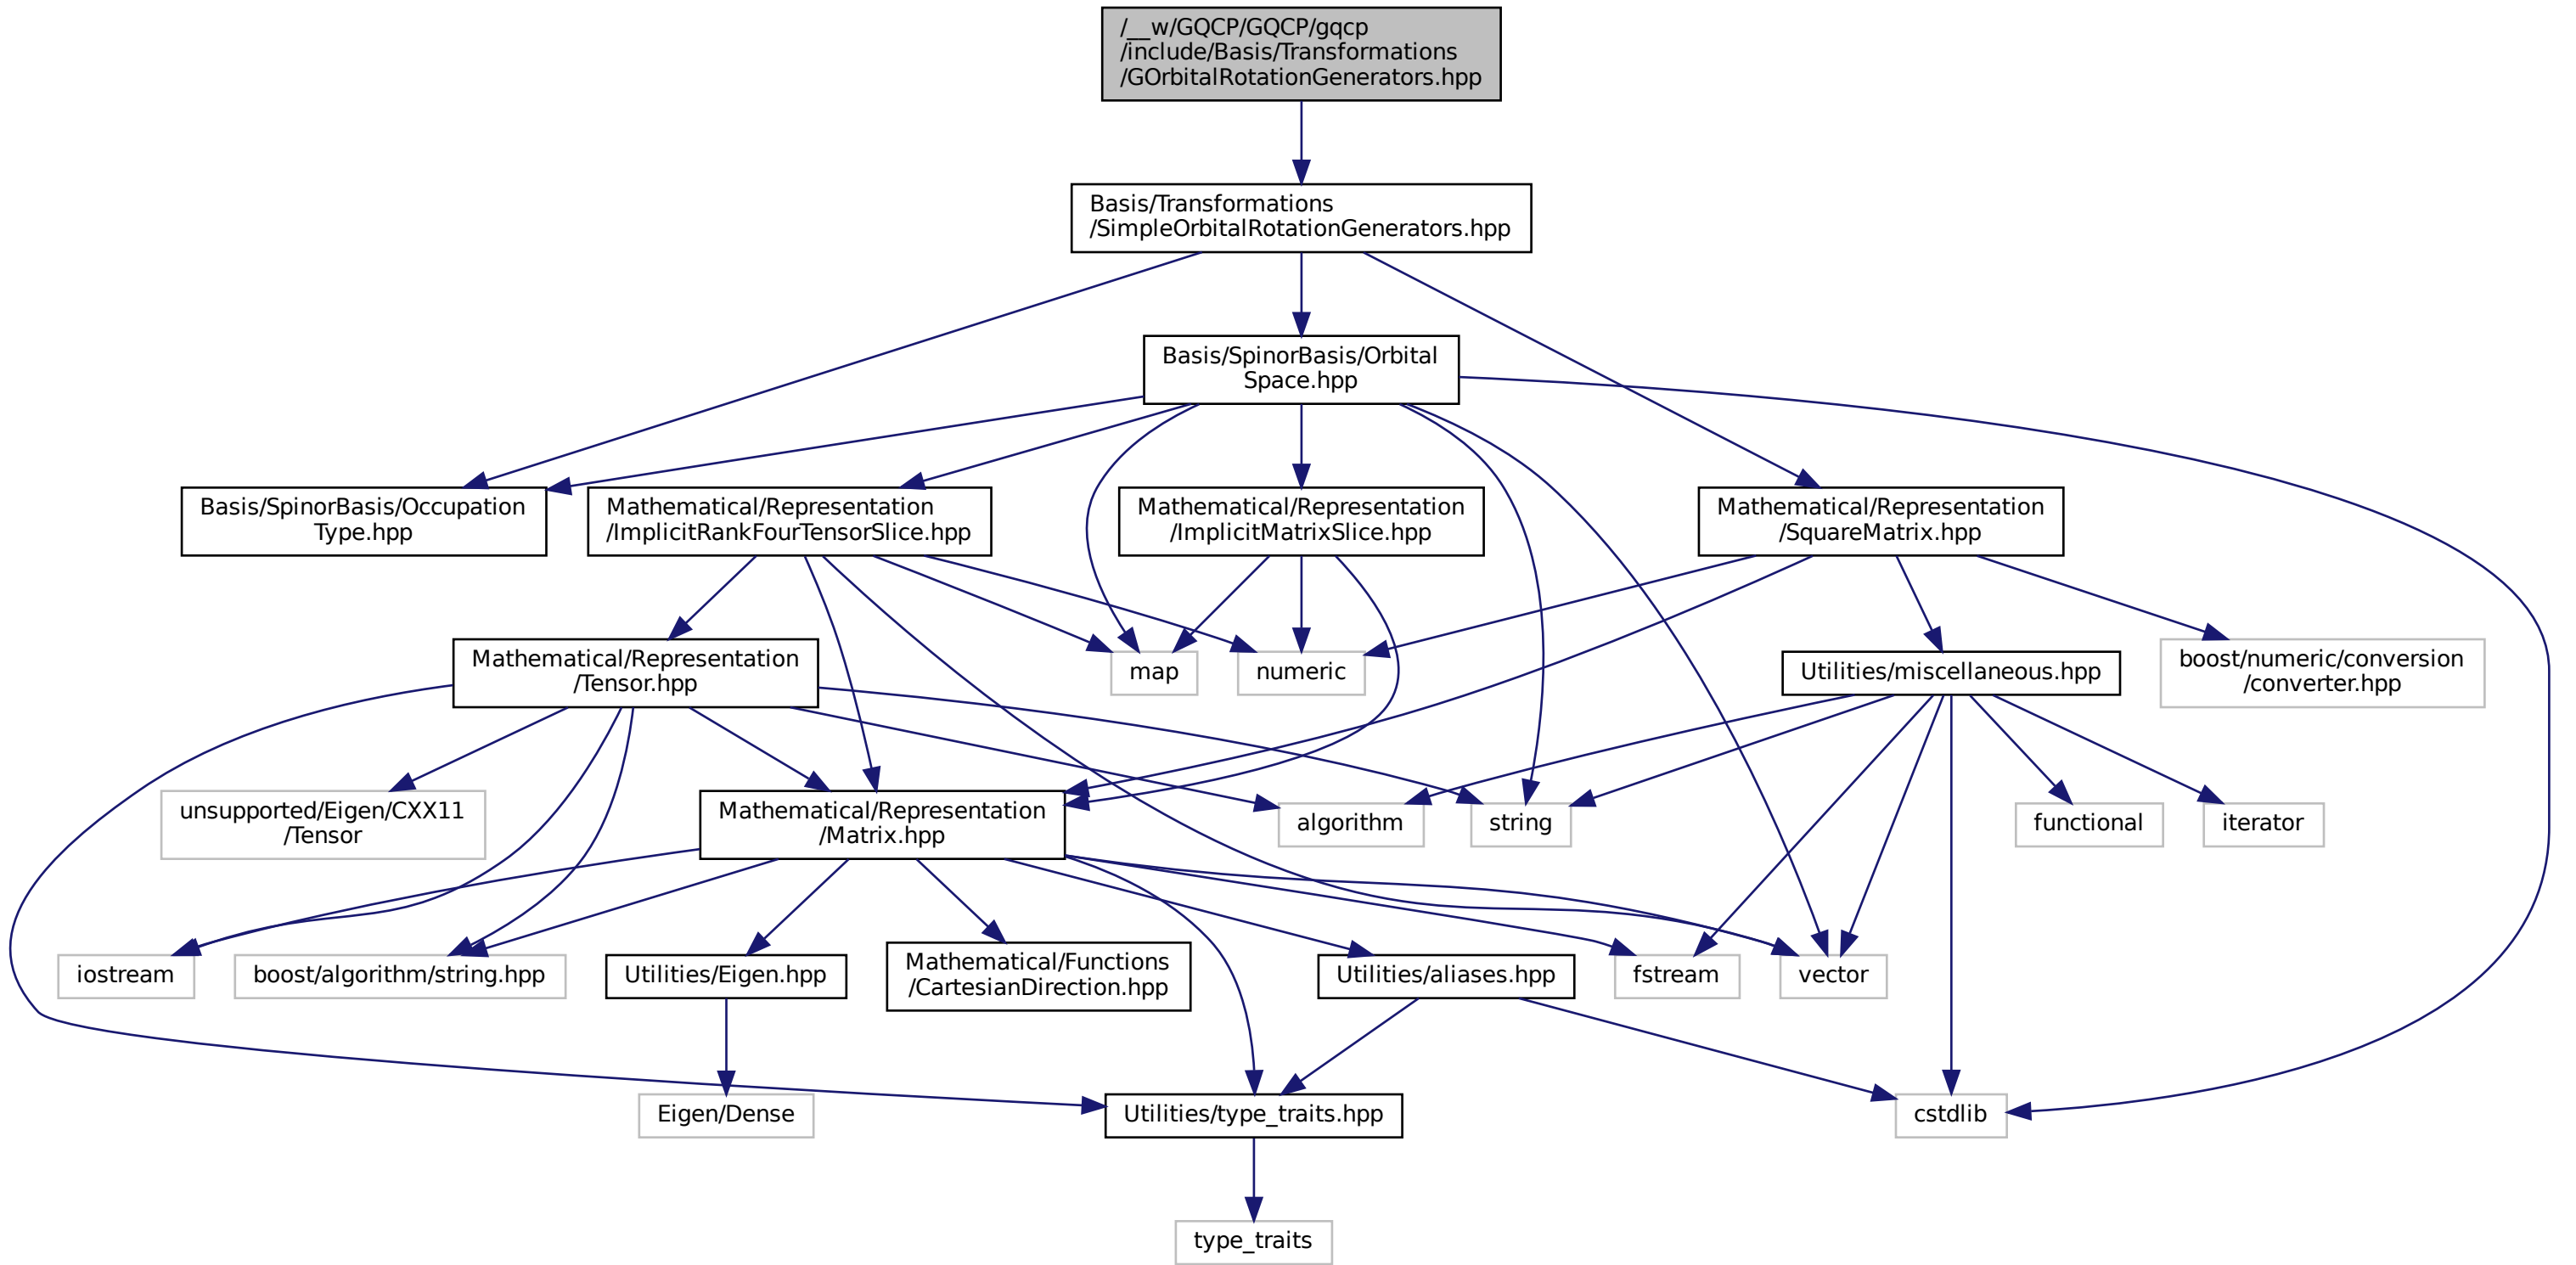 /__w/GQCP/GQCP/gqcp
/include/Basis/Transformations
/GOrbitalRotationGenerators.hpp
Basis/Transformations
/SimpleOrbitalRotationGenerators.hpp
Basis/SpinorBasis/Orbital
Space.hpp
Basis/SpinorBasis/Occupation
Type.hpp
Mathematical/Representation
/ImplicitRankFourTensorSlice.hpp
Mathematical/Representation
/ImplicitMatrixSlice.hpp
Mathematical/Representation
/SquareMatrix.hpp
Mathematical/Representation
/Tensor.hpp
map
numeric
Utilities/miscellaneous.hpp
boost/numeric/conversion
/converter.hpp
unsupported/Eigen/CXX11
/Tensor
Mathematical/Representation
/Matrix.hpp
algorithm
string
functional
iterator
iostream
boost/algorithm/string.hpp
Utilities/Eigen.hpp
Mathematical/Functions
/CartesianDirection.hpp
Utilities/aliases.hpp
fstream
vector
Eigen/Dense
Utilities/type_traits.hpp
cstdlib
type_traits